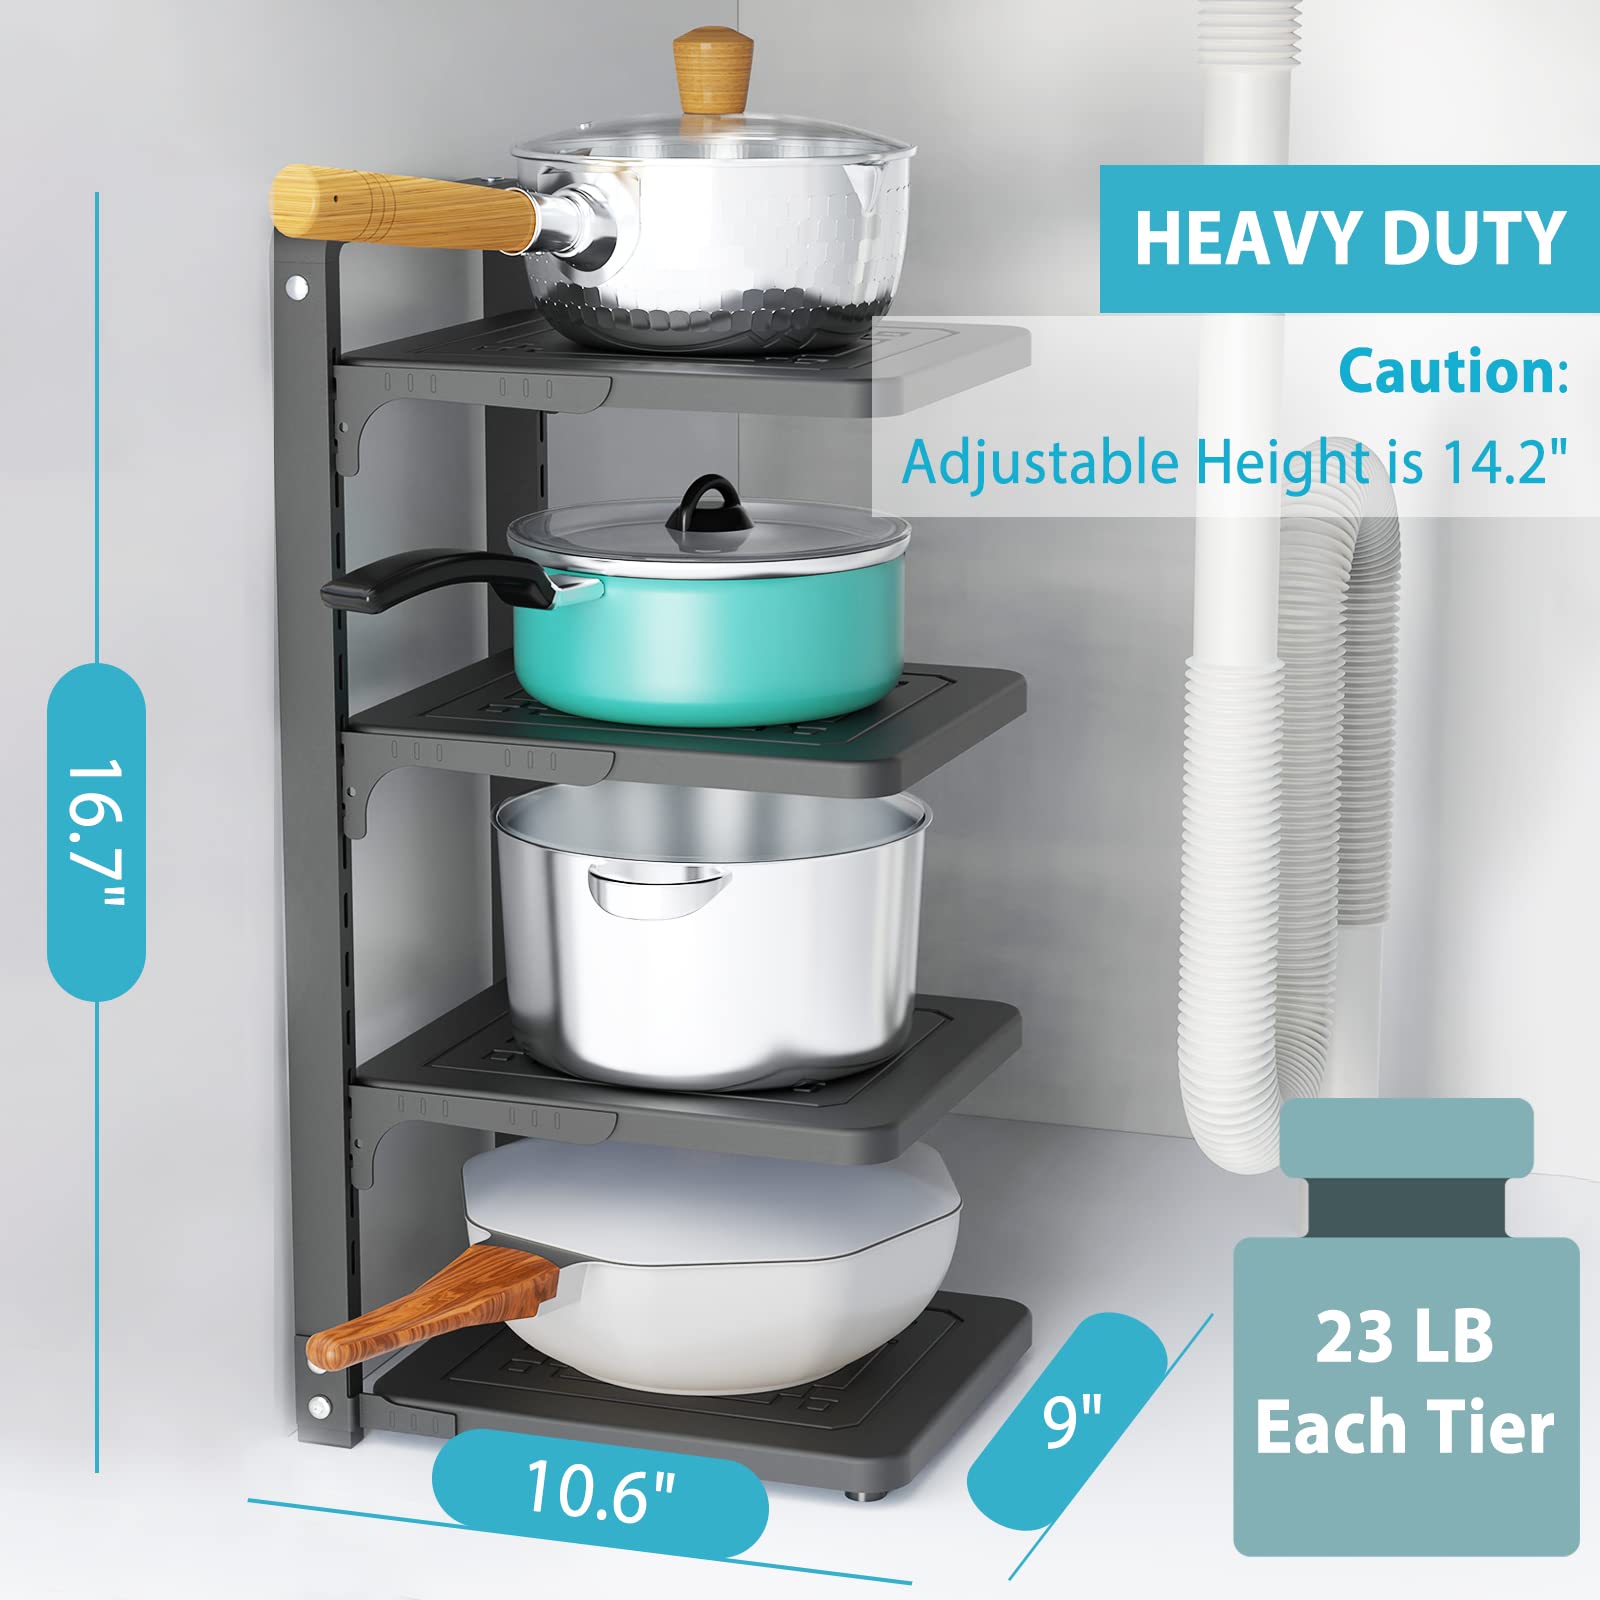 HEAVY DUTY
Caution:
Adjustable Height is 14.2"
16.7"
10.6"
9"
23 LB
Each Tier